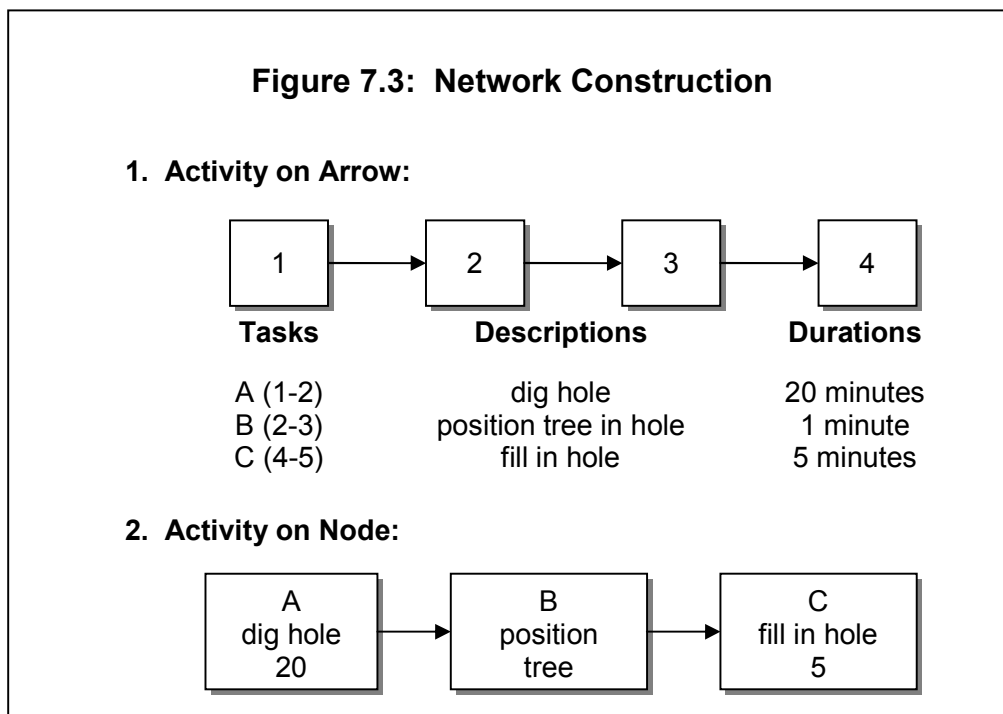 Figure 7.3: Network Construction
1. Activity on Arrow:
1 2 3 4
Tasks Descriptions Durations
A (1-2) dig hole 20 minutes
B (2-3) position tree in hole 1 minute
C (4-5) fill in hole 5 minutes
2. Activity on Node:
A B C
dig hole position fill in hole
20 tree 5